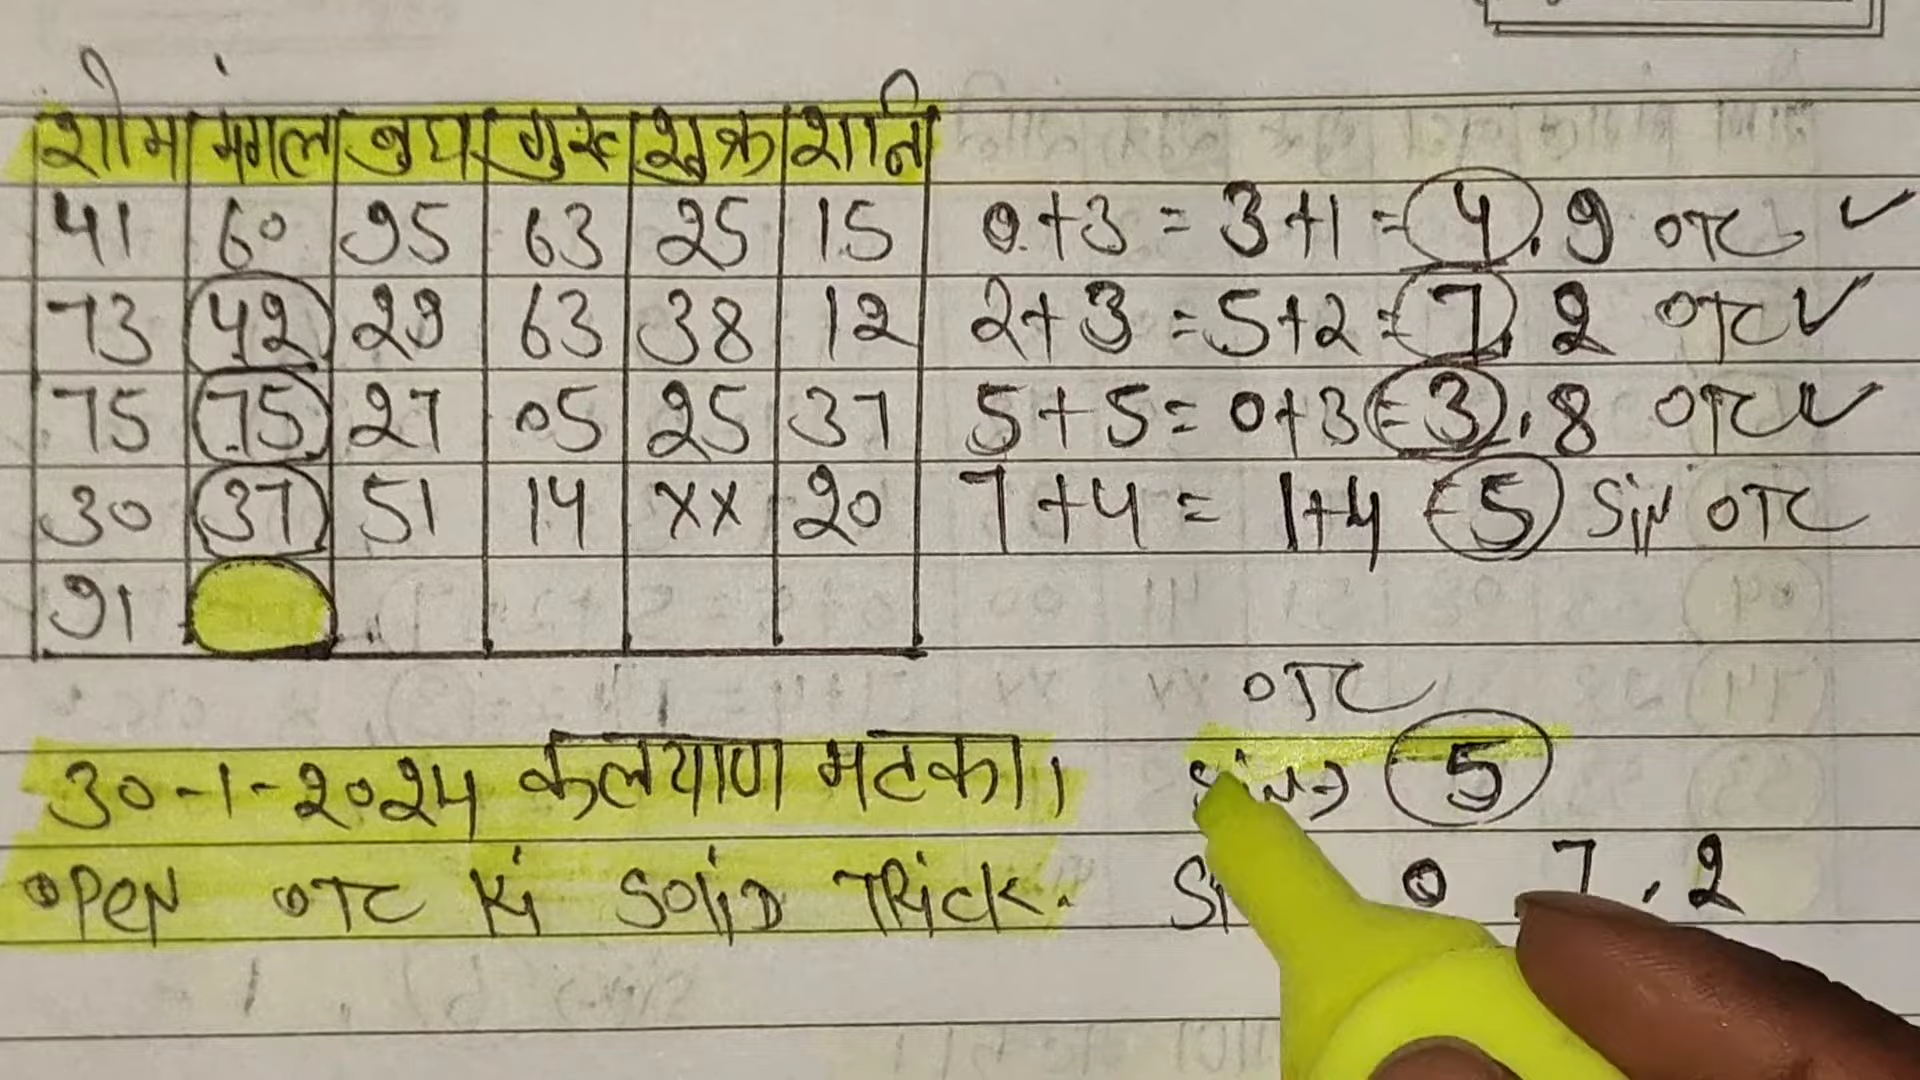 शोम मंगल बुध गुरू शुक्र शनि
41 60 95 63 25 15 0+3 = 3+1 = 4. 9 OTC ✓
73 42 29 63 38 12 2+3 = 5+2 = 7. 2 OTC ✓
75 75 27 05 25 37 5+5 = 0+3 = 3. 8 OTC ✓
30 37 51 14 XX 20 7+4 = 1+4 = 5 SiN OTC
91
OTC
30-1-2024 कल्याण मटका। SiN→ 5
OPeN OTC Ki SOliD TRick. 0 7, 2